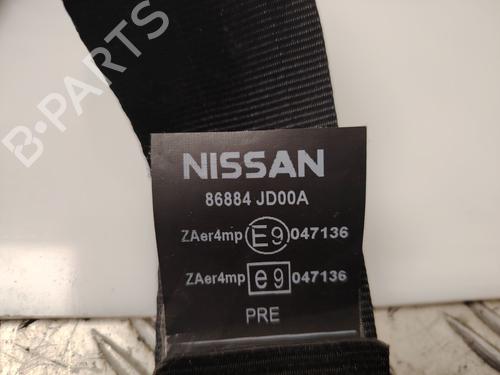 B-PARTS
NISSAN
86884 JD00A
ZAer4mp E9 047136
ZAer4mp e9 047136
PRE